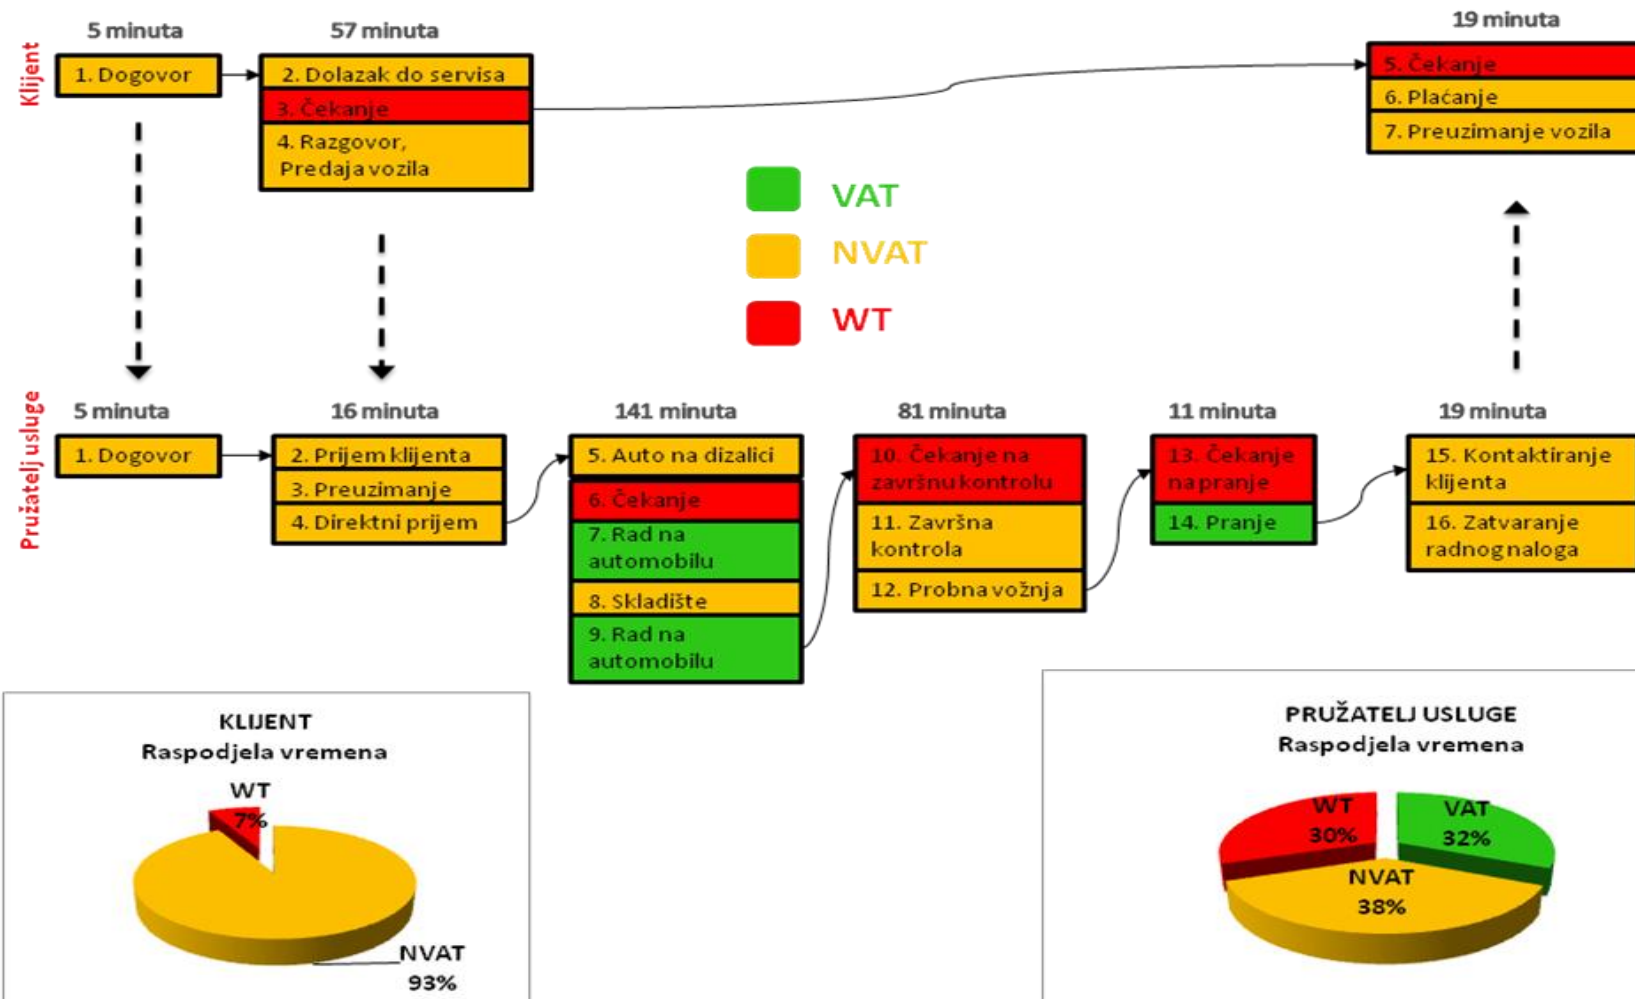 5 minuta
57 minuta
19 minuta
Klijent
1. Dogovor
2. Dolazak do servisa
3. Čekanje
4. Razgovor,
Predaja vozila
5. Čekanje
6. Plaćanje
7. Preuzimanje vozila
VAT
NVAT
WT
Pružatelj usluge
5 minuta
16 minuta
141 minuta
81 minuta
11 minuta
19 minuta
1. Dogovor
2. Prijem klijenta
3. Preuzimanje
4. Direktni prijem
5. Auto na dizalici
6. Čekanje
7. Rad na
automobilu
8. Skladište
9. Rad na
automobilu
10. Čekanje na
završnu kontrolu
11. Završna
kontrola
12. Probna vožnja
13. Čekanje
na pranje
14. Pranje
15. Kontaktiranje
klijenta
16. Zatvaranje
radnog naloga
KLIJENT
Raspodjela vremena
WT
7%
NVAT
93%
PRUŽATELJ USLUGE
Raspodjela vremena
WT
30%
VAT
32%
NVAT
38%